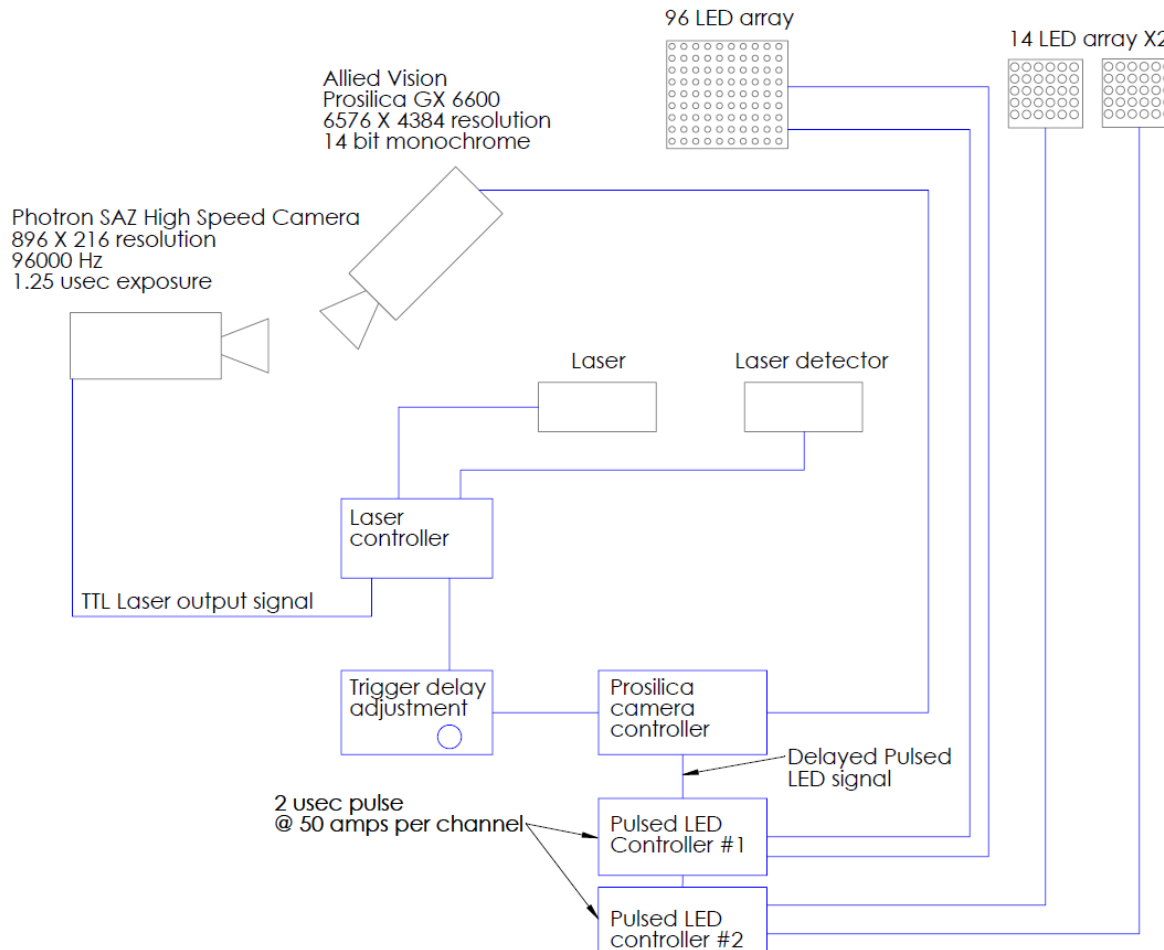 96 LED array
14 LED array X2
Allied Vision
Prosilica GX 6600
6576 X 4384 resolution
14 bit monochrome
Photron SAZ High Speed Camera
896 X 216 resolution
96000 Hz
1.25 usec exposure
Laser
Laser detector
Laser
controller
TTL Laser output signal
Trigger delay
adjustment
Prosilica
camera
controller
Delayed Pulsed
LED signal
2 usec pulse
@ 50 amps per channel
Pulsed LED
Controller #1
Pulsed LED
controller #2